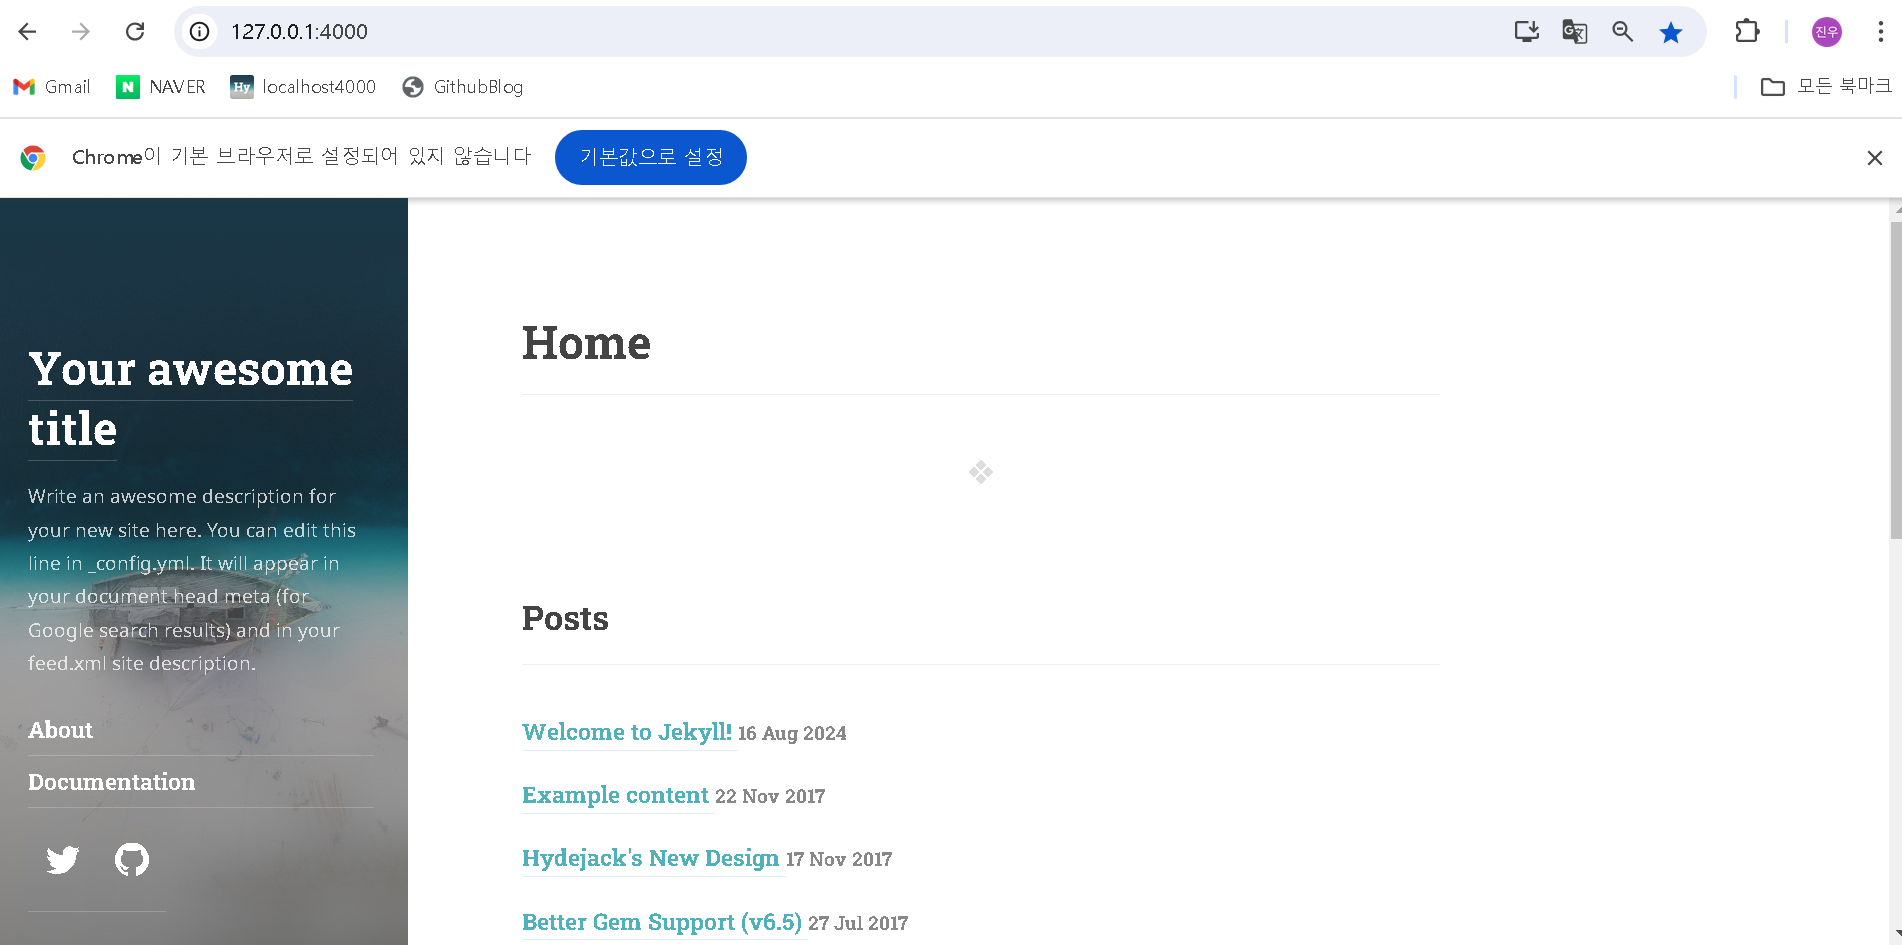 127.0.0.1:4000
진우
Gmail
NAVER
Hy
localhost4000
GithubBlog
모든 북마크
Chrome이 기본 브라우저로 설정되어 있지 않습니다
기본값으로 설정
Your awesome
title
Write an awesome description for
your new site here. You can edit this
line in _config.yml. It will appear in
your document head meta (for
Google search results) and in your
feed.xml site description.
About
Documentation
Home
Posts
Welcome to Jekyll! 16 Aug 2024
Example content 22 Nov 2017
Hydejack's New Design 17 Nov 2017
Better Gem Support (v6.5) 27 Jul 2017